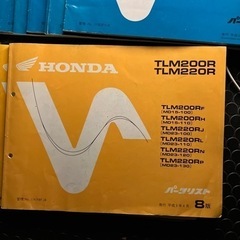 HONDA
TLM200R
TLM220R
TLM200RF
(MD15-100)
TLM200RH
(MD15-110)
TLM220RJ
(MD23-100)
TLM220RL
(MD23-110)
TLM220RN
(MD23-120)
TLM220RP
(MD23-130)
パーツリスト
8版